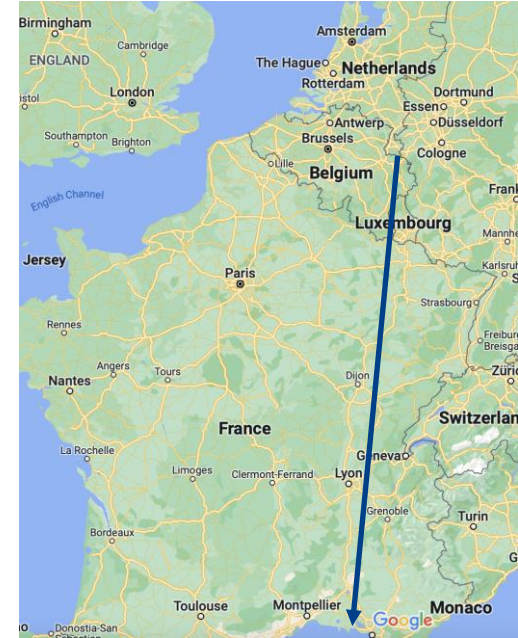 Birmingham
Cambridge
ENGLAND
London
Southampton
Brighton
English Channel
Amsterdam
The Hague
Netherlands
Rotterdam
Dortmund
Essen
Antwerp
Düsseldorf
Brussels
Cologne
Lille
Belgium
Luxembourg
Jersey
Paris
Strasbourg
Rennes
Angers
Tours
Dijon
Nantes
France
La Rochelle
Limoges
Clermont-Ferrand
Lyon
Geneva
Grenoble
Turin
Bordeaux
Toulouse
Montpellier
Monaco
Google
Donostia-San